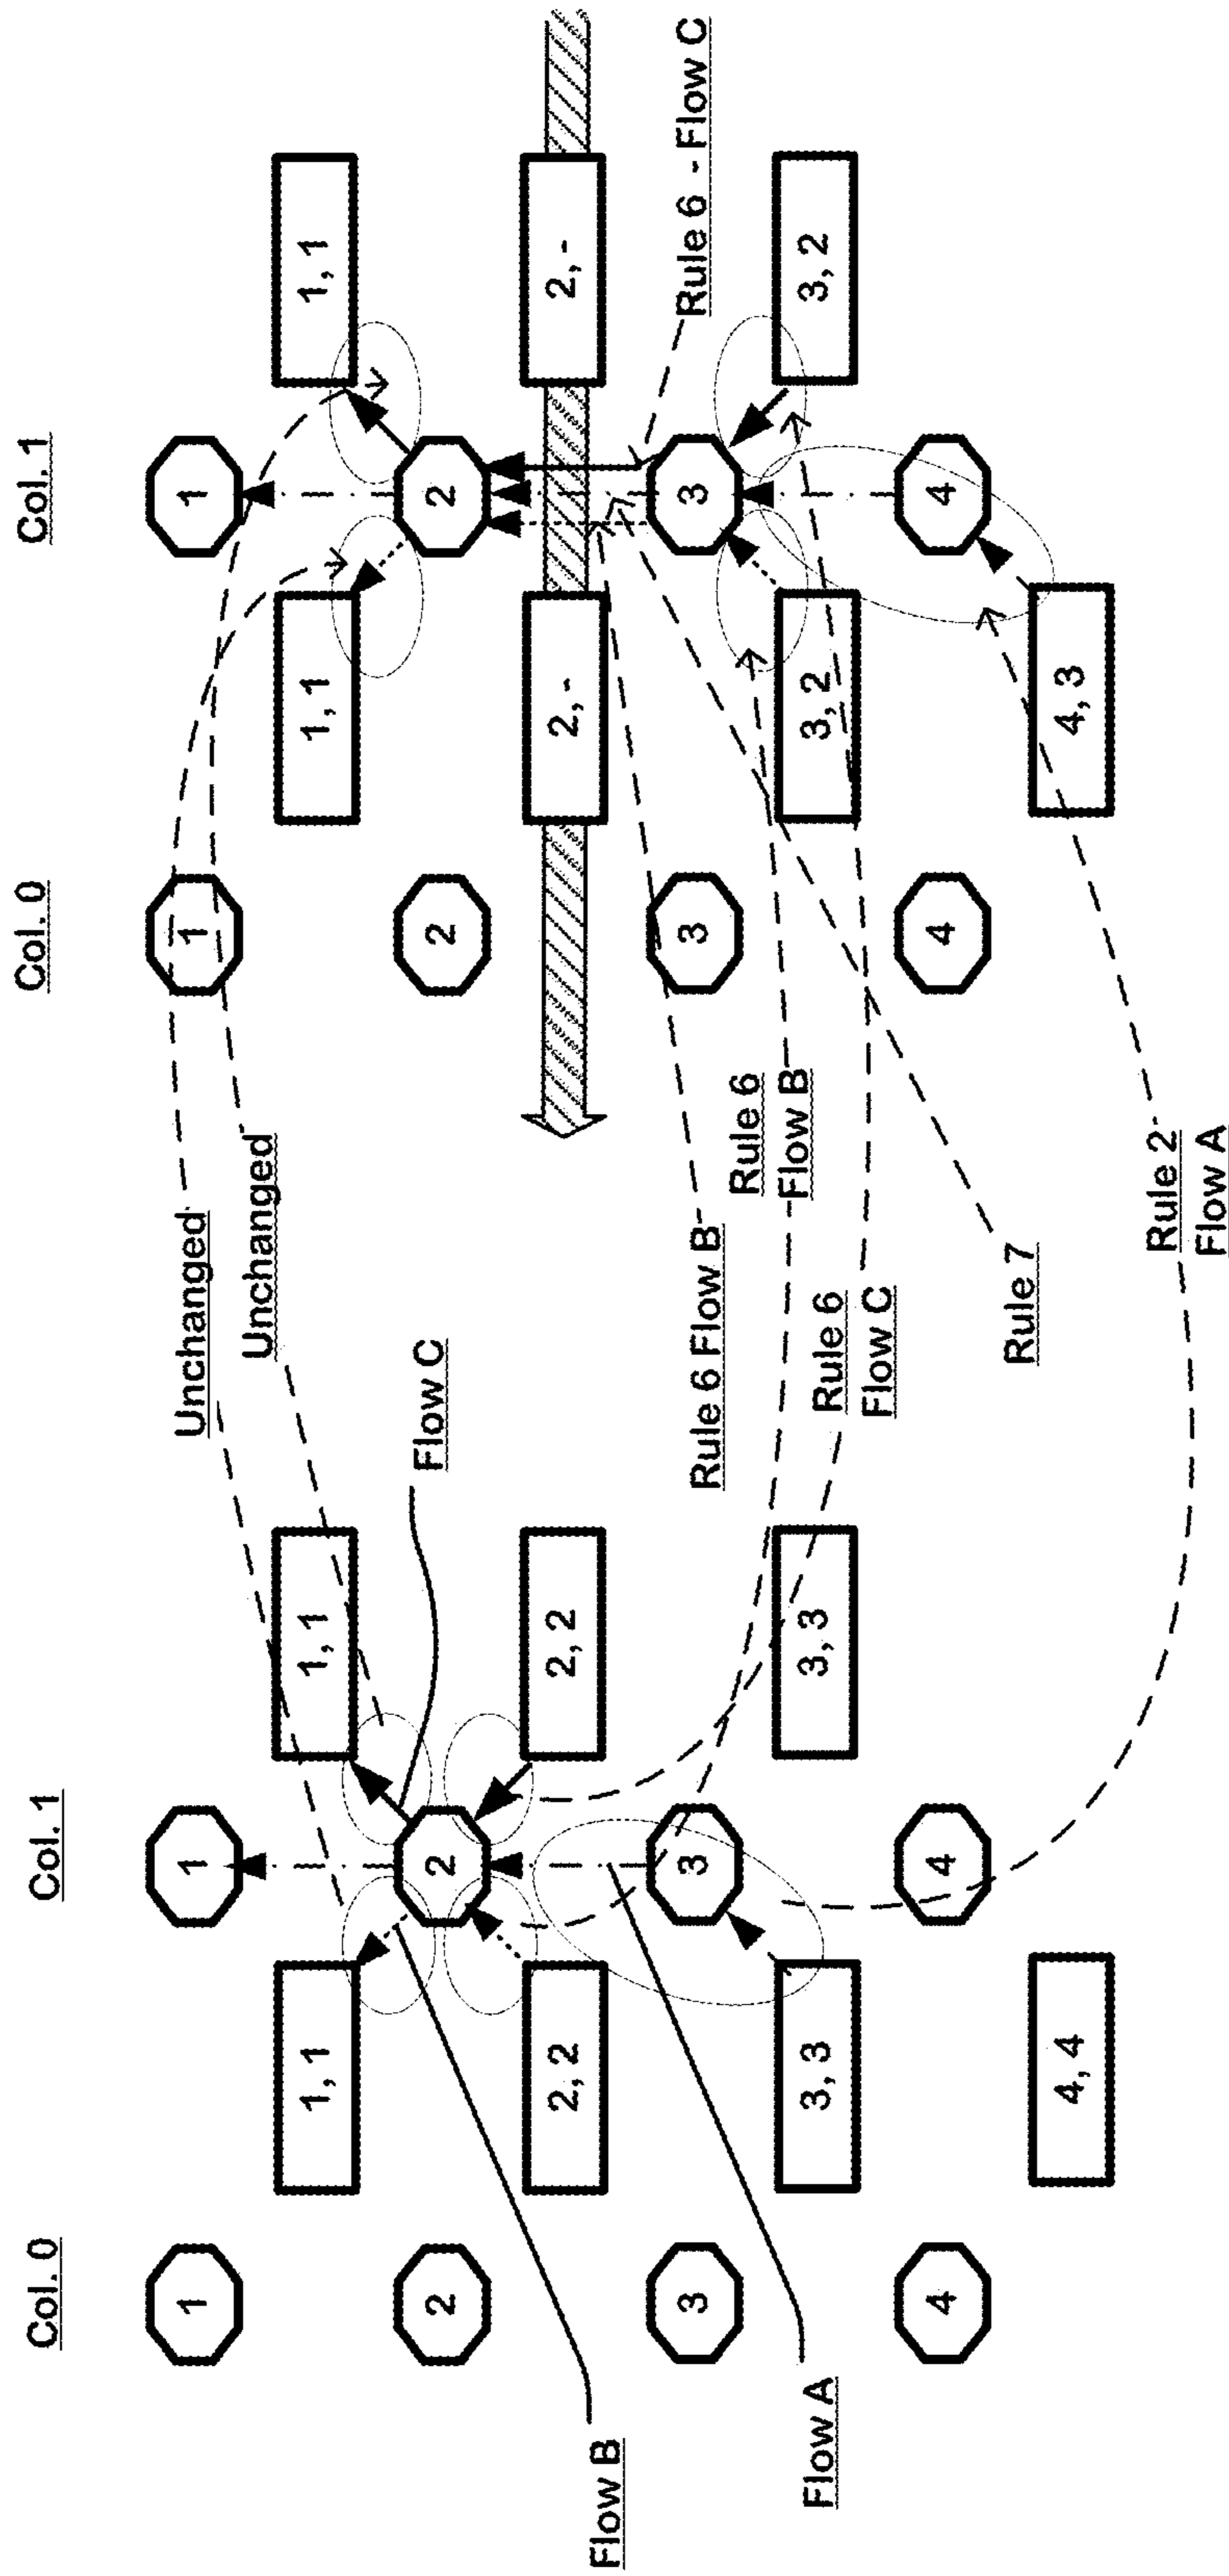 Col. 0
Col. 1
Col. 0
Col. 1
1
1
Unchanged
1
1
Unchanged
1, 1
1, 1
1, 1
1, 1
2
2
Flow C
2
2
2, 2
2, 2
2, -
2, -
Flow B
3
3
Rule 6 Flow B
3
3
Rule 6 - Flow C
Rule 6
Flow B
Flow A
3, 3
3, 3
Rule 6
Flow C
3, 2
3, 2
4
4
4
4
Rule 7
4, 4
4, 3
Rule 2
Flow A